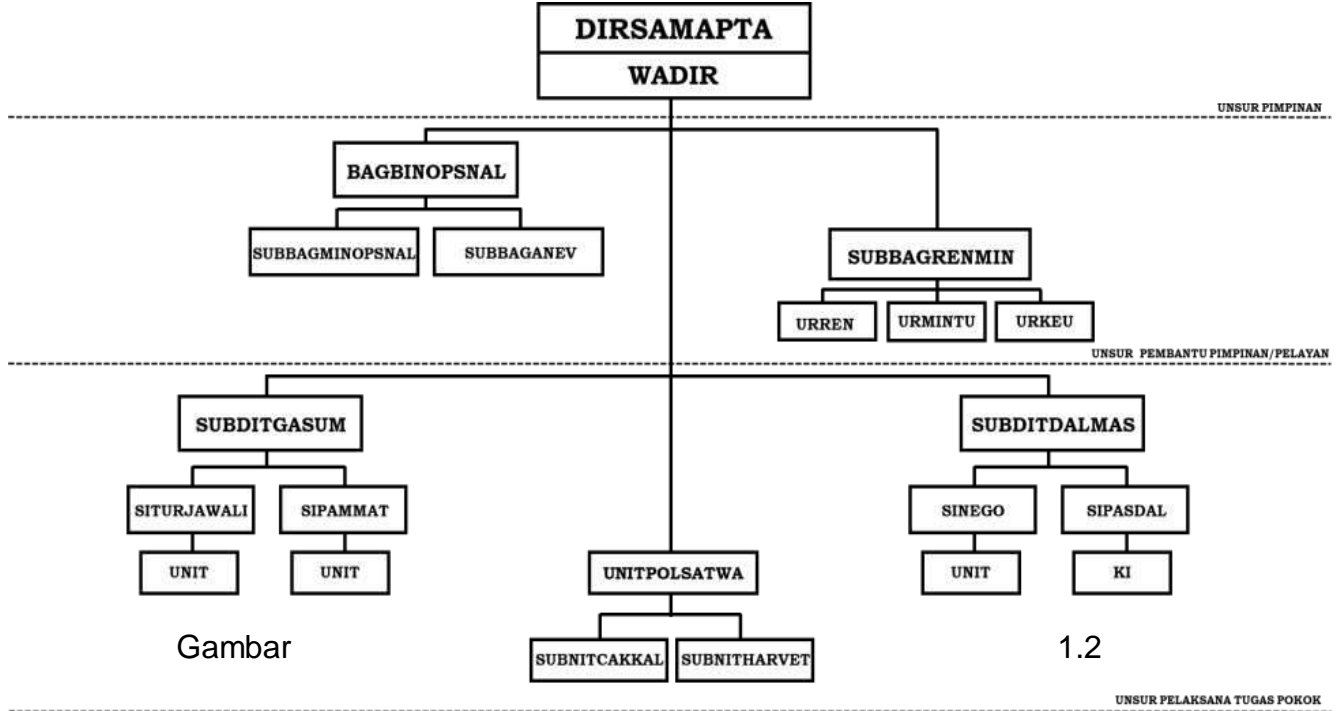 DIRSAMAPTA
WADIR
UNSUR PIMPINAN
BAGBINOPSNAL
SUBBAGMINOPSNAL
SUBBAGANEV
SUBBAGRENMIN
URREN
URMINTU
URKEU
UNSUR PEMBANTU PIMPINAN/PELAYAN
SUBDITGASUM
SUBDITDALMAS
SITURJAWALI
SIPAMMAT
SINEGO
SIPASDAL
UNIT
UNIT
UNITPOLSATWA
UNIT
KI
Gambar
SUBNITCAKKAL
SUBNITHARVET
1.2
UNSUR PELAKSANA TUGAS POKOK